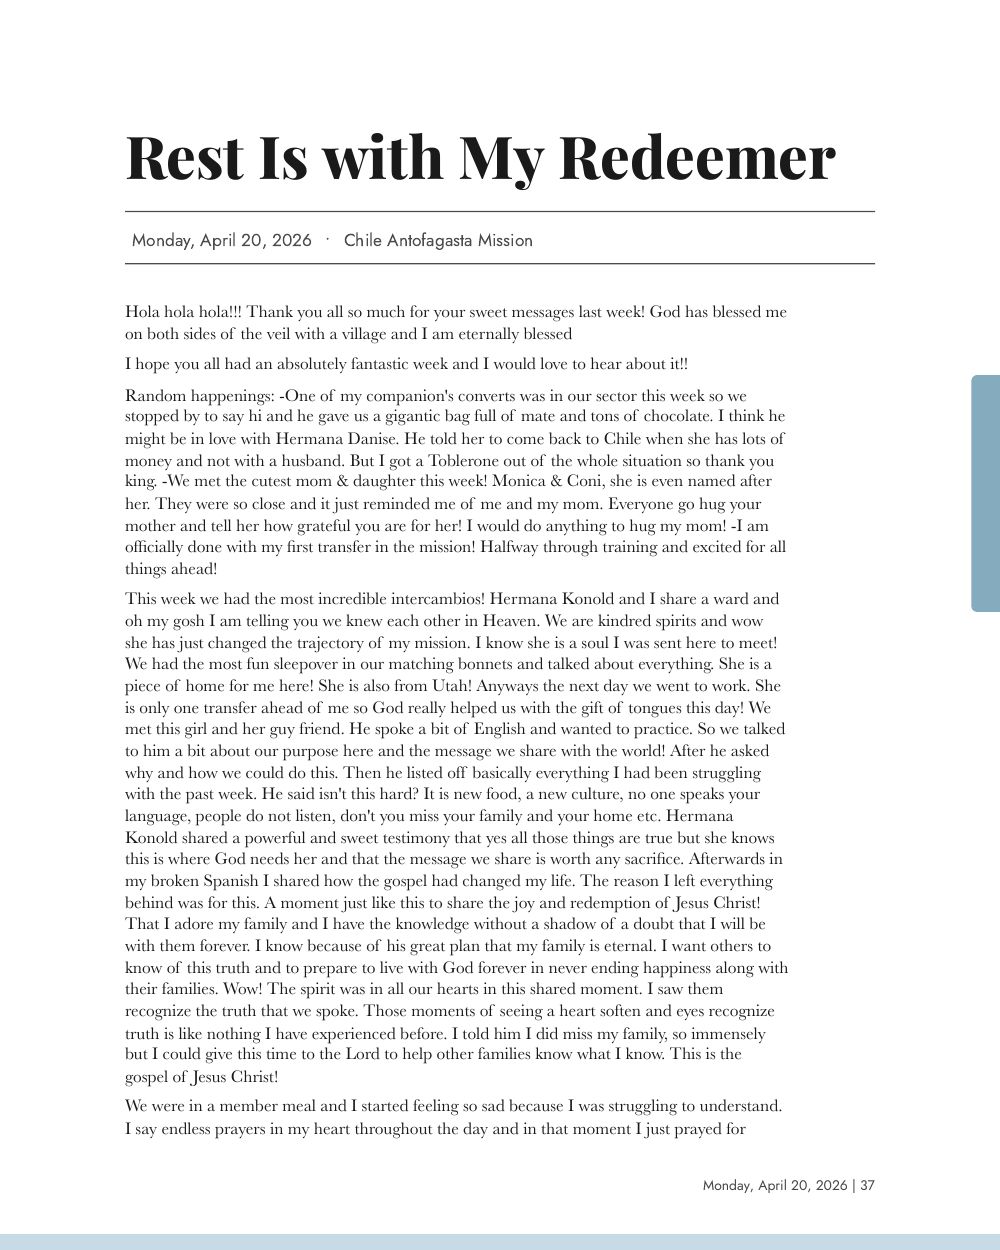 Rest Is with My Redeemer
Monday, April 20, 2026 · Chile Antofagasta Mission
Hola hola hola!!! Thank you all so much for your sweet messages last week! God has blessed me
on both sides of the veil with a village and I am eternally blessed
I hope you all had an absolutely fantastic week and I would love to hear about it!!
Random happenings: -One of my companion's converts was in our sector this week so we
stopped by to say hi and he gave us a gigantic bag full of mate and tons of chocolate. I think he
might be in love with Hermana Danise. He told her to come back to Chile when she has lots of
money and not with a husband. But I got a Toblerone out of the whole situation so thank you
king. -We met the cutest mom & daughter this week! Monica & Coni, she is even named after
her. They were so close and it just reminded me of me and my mom. Everyone go hug your
mother and tell her how grateful you are for her! I would do anything to hug my mom! -I am
officially done with my first transfer in the mission! Halfway through training and excited for all
things ahead!
This week we had the most incredible intercambios! Hermana Konold and I share a ward and
oh my gosh I am telling you we knew each other in Heaven. We are kindred spirits and wow
she has just changed the trajectory of my mission. I know she is a soul I was sent here to meet!
We had the most fun sleepover in our matching bonnets and talked about everything. She is a
piece of home for me here! She is also from Utah! Anyways the next day we went to work. She
is only one transfer ahead of me so God really helped us with the gift of tongues this day! We
met this girl and her guy friend. He spoke a bit of English and wanted to practice. So we talked
to him a bit about our purpose here and the message we share with the world! After he asked
why and how we could do this. Then he listed off basically everything I had been struggling
with the past week. He said isn't this hard? It is new food, a new culture, no one speaks your
language, people do not listen, don't you miss your family and your home etc. Hermana
Konold shared a powerful and sweet testimony that yes all those things are true but she knows
this is where God needs her and that the message we share is worth any sacrifice. Afterwards in
my broken Spanish I shared how the gospel had changed my life. The reason I left everything
behind was for this. A moment just like this to share the joy and redemption of Jesus Christ!
That I adore my family and I have the knowledge without a shadow of a doubt that I will be
with them forever. I know because of his great plan that my family is eternal. I want others to
know of this truth and to prepare to live with God forever in never ending happiness along with
their families. Wow! The spirit was in all our hearts in this shared moment. I saw them
recognize the truth that we spoke. Those moments of seeing a heart soften and eyes recognize
truth is like nothing I have experienced before. I told him I did miss my family, so immensely
but I could give this time to the Lord to help other families know what I know. This is the
gospel of Jesus Christ!
We were in a member meal and I started feeling so sad because I was struggling to understand.
I say endless prayers in my heart throughout the day and in that moment I just prayed for
Monday, April 20, 2026 | 37